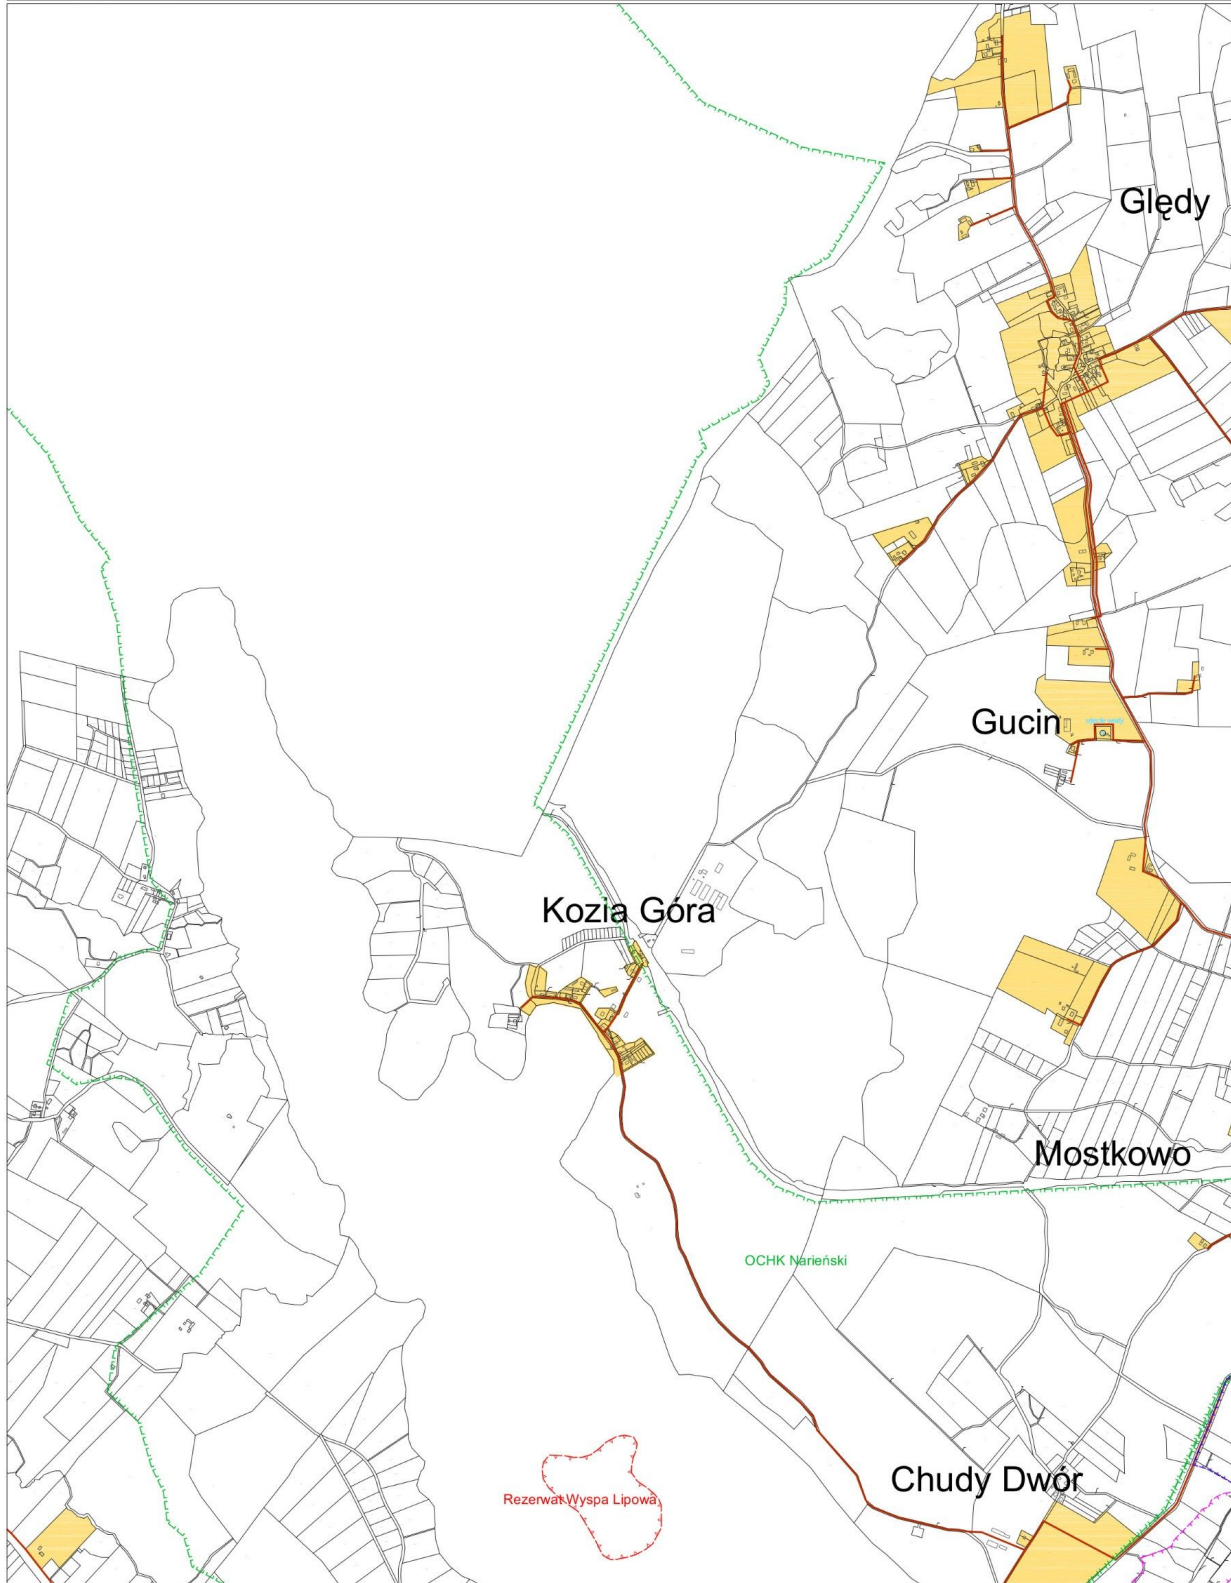 Ględy
Gucin
Kozia Góra
Mostkowo
OCHK Narieński
Chudy Dwór
Rezerwat Wyspa Lipowa